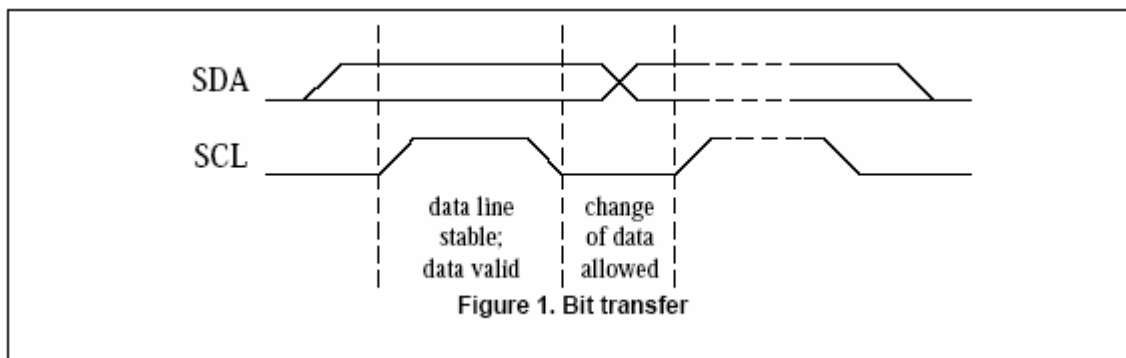 SDA
SCL
data line
stable;
data valid
change
of data
allowed
Figure 1. Bit transfer